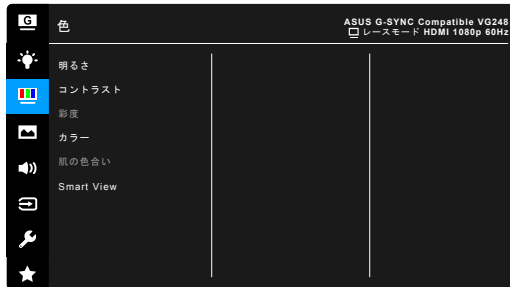 G
色
ASUS G-SYNC Compatible VG248
レースモード HDMI 1080p 60Hz
明るさ
コントラスト
彩度
カラー
肌の色合い
Smart View